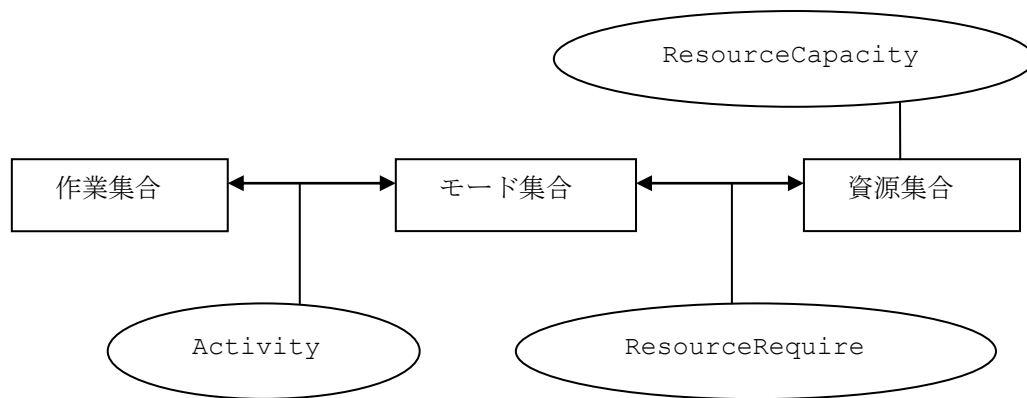 ResourceCapacity
作業集合
モード集合
資源集合
Activity
ResourceRequire